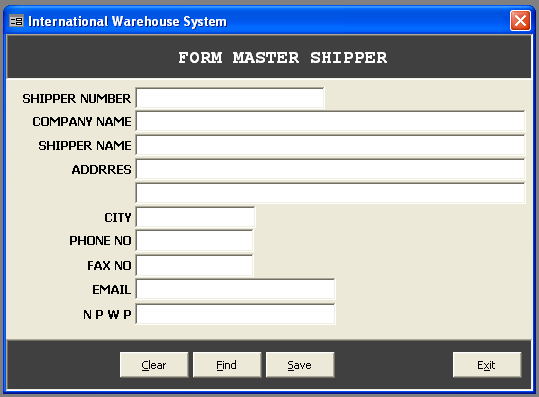 International Warehouse System
FORM MASTER SHIPPER
SHIPPER NUMBER
COMPANY NAME
SHIPPER NAME
ADDRRES
CITY
PHONE NO
FAX NO
EMAIL
N P W P
Clear Find Save Exit